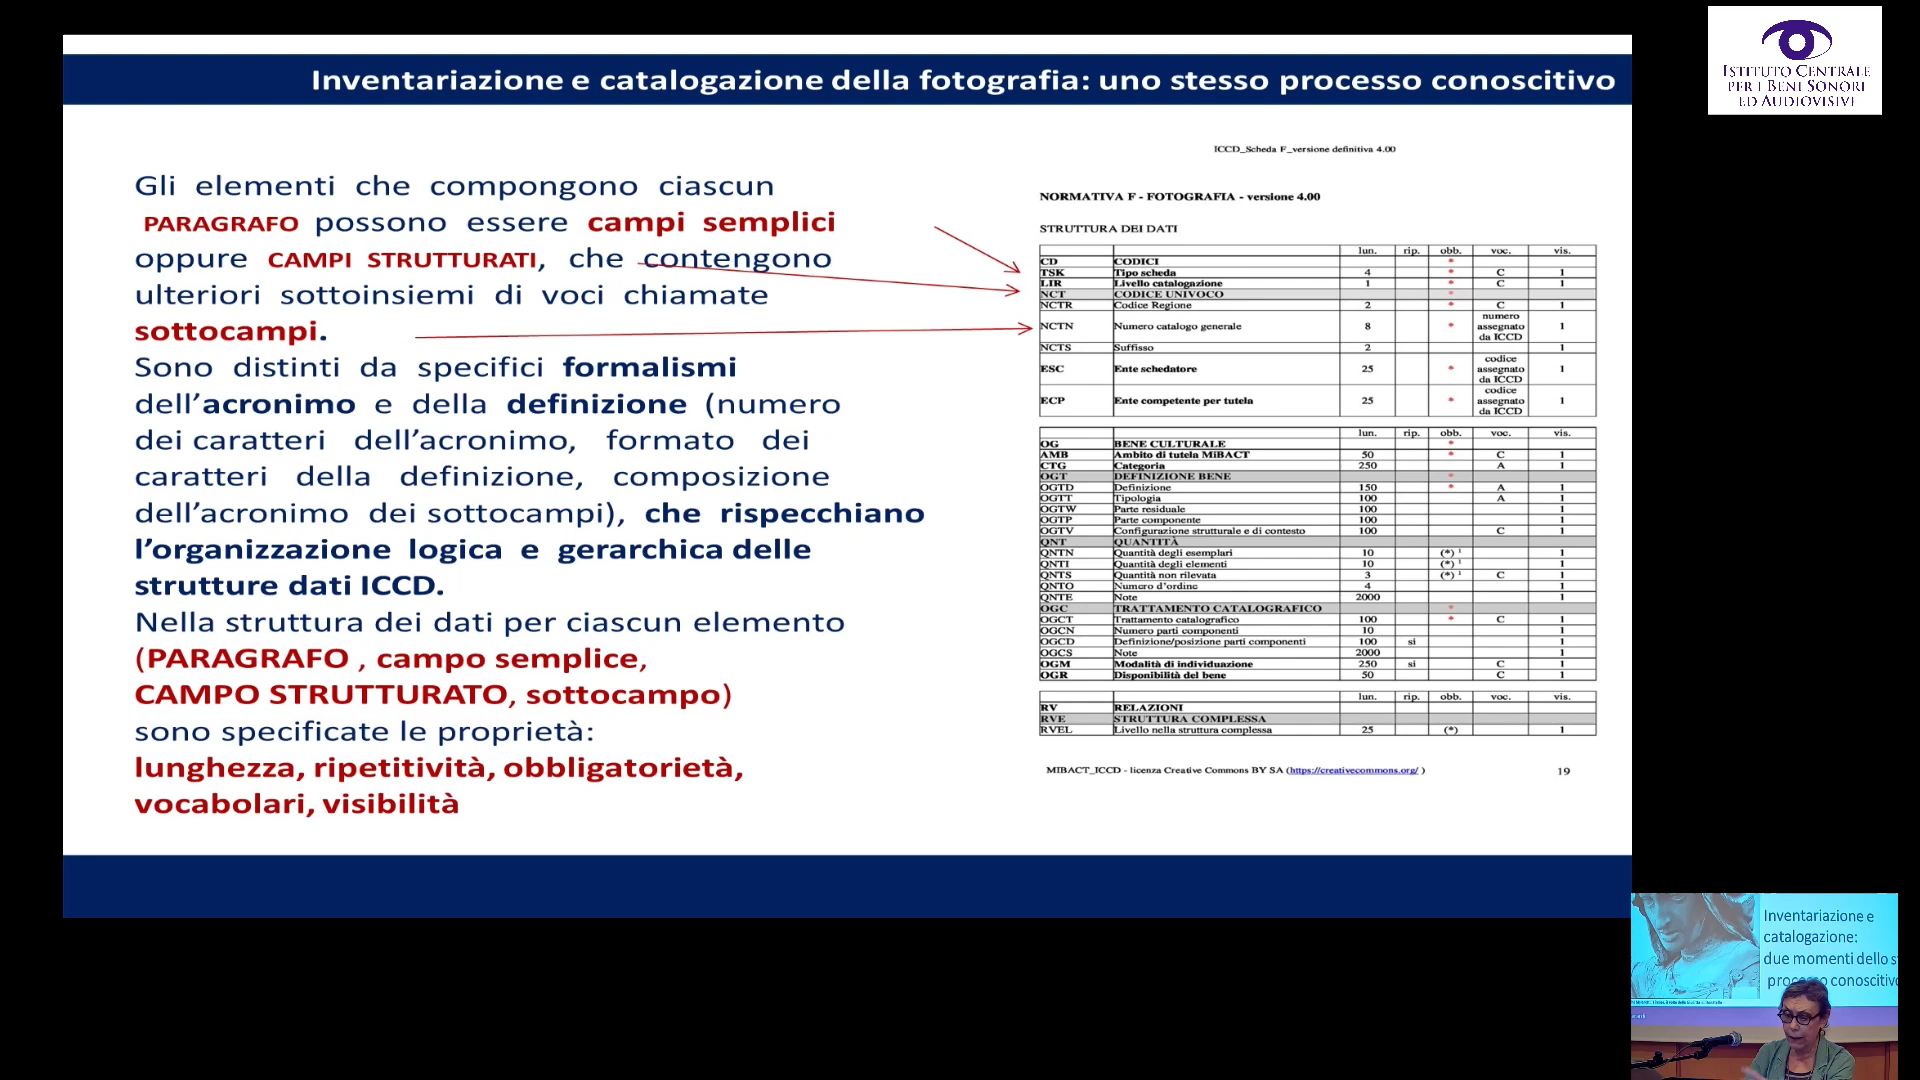 Inventariazione e catalogazione della fotografia: uno stesso processo conoscitivo
ISTITUTO CENTRALE
PER I BENI SONORI
ED AUDIOVISIVI
Gli elementi che compongono ciascun
PARAGRAFO possono essere campi semplici
oppure CAMPI STRUTTURATI, che contengono
ulteriori sottoinsiemi di voci chiamate
sottocampi.
Sono distinti da specifici formalismi
dell'acronimo e della definizione (numero
dei caratteri dell'acronimo, formato dei
caratteri della definizione, composizione
dell'acronimo dei sottocampi), che rispecchiano
l'organizzazione logica e gerarchica delle
strutture dati ICCD.
Nella struttura dei dati per ciascun elemento
(PARAGRAFO , campo semplice,
CAMPO STRUTTURATO, sottocampo)
sono specificate le proprietà:
lunghezza, ripetitività, obbligatorietà,
vocabolari, visibilità
ICCD_Scheda F_versione definitiva 4.00
NORMATIVA F - FOTOGRAFIA - versione 4.00
STRUTTURA DEI DATI
lun. rip. obb. voc. vis.
CD CODICI *
TSK Tipo scheda 4 * C 1
LIR Livello catalogazione 1 * C 1
NCT CODICE UNIVOCO *
NCTR Codice Regione 2 * C 1
NCTN Numero catalogo generale 8 * numero assegnato da ICCD 1
NCTS Suffisso 2 1
ESC Ente schedatore 25 * codice assegnato da ICCD 1
ECP Ente competente per tutela 25 * codice assegnato da ICCD 1
lun. rip. obb. voc. vis.
OG BENE CULTURALE *
AMB Ambito di tutela MiBACT 50 * C 1
CTG Categoria 250 A 1
OGT DEFINIZIONE BENE *
OGTD Definizione 150 * A 1
OGTT Tipologia 100 A 1
OGTW Parte residuale 100 1
OGTP Parte componente 100 1
OGTV Configurazione strutturale e di contesto 100 C 1
QNT QUANTITÀ
QNTN Quantità degli esemplari 10 (*) 1 1
QNTI Quantità degli elementi 10 (*) 1 1
QNTS Quantità non rilevata 3 (*) 1 C 1
QNTO Numero d'ordine 4 1
QNTE Note 2000 1
OGC TRATTAMENTO CATALOGRAFICO *
OGCT Trattamento catalografico 100 * C 1
OGCN Numero parti componenti 10 1
OGCD Definizione/posizione parti componenti 100 si 1
OGCS Note 2000 1
OGM Modalità di individuazione 250 si C 1
OGR Disponibilità del bene 50 C 1
lun. rip. obb. voc. vis.
RV RELAZIONI
RVE STRUTTURA COMPLESSA
RVEL Livello nella struttura complessa 25 (*) 1
MIBACT_ICCD - licenza Creative Commons BY SA (https://creativecommons.org/ ) 19
Inventariazione e
catalogazione:
due momenti dello s
processo conoscitivo